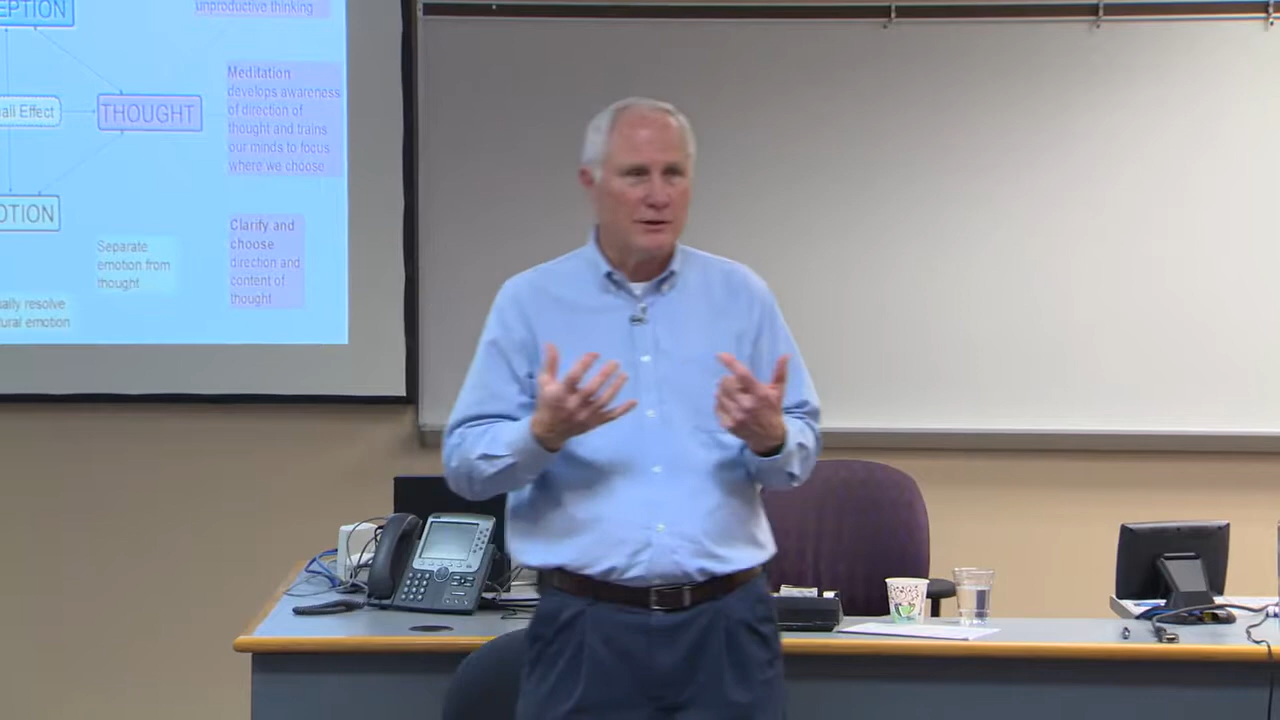 EPTION
unproductive thinking
Meditation
develops awareness
of direction of
thought and trains
our minds to focus
where we choose
all Effect
THOUGHT
OTION
Clarify and
choose
direction and
content of
thought
Separate
emotion from
thought
ally resolve
ural emotion